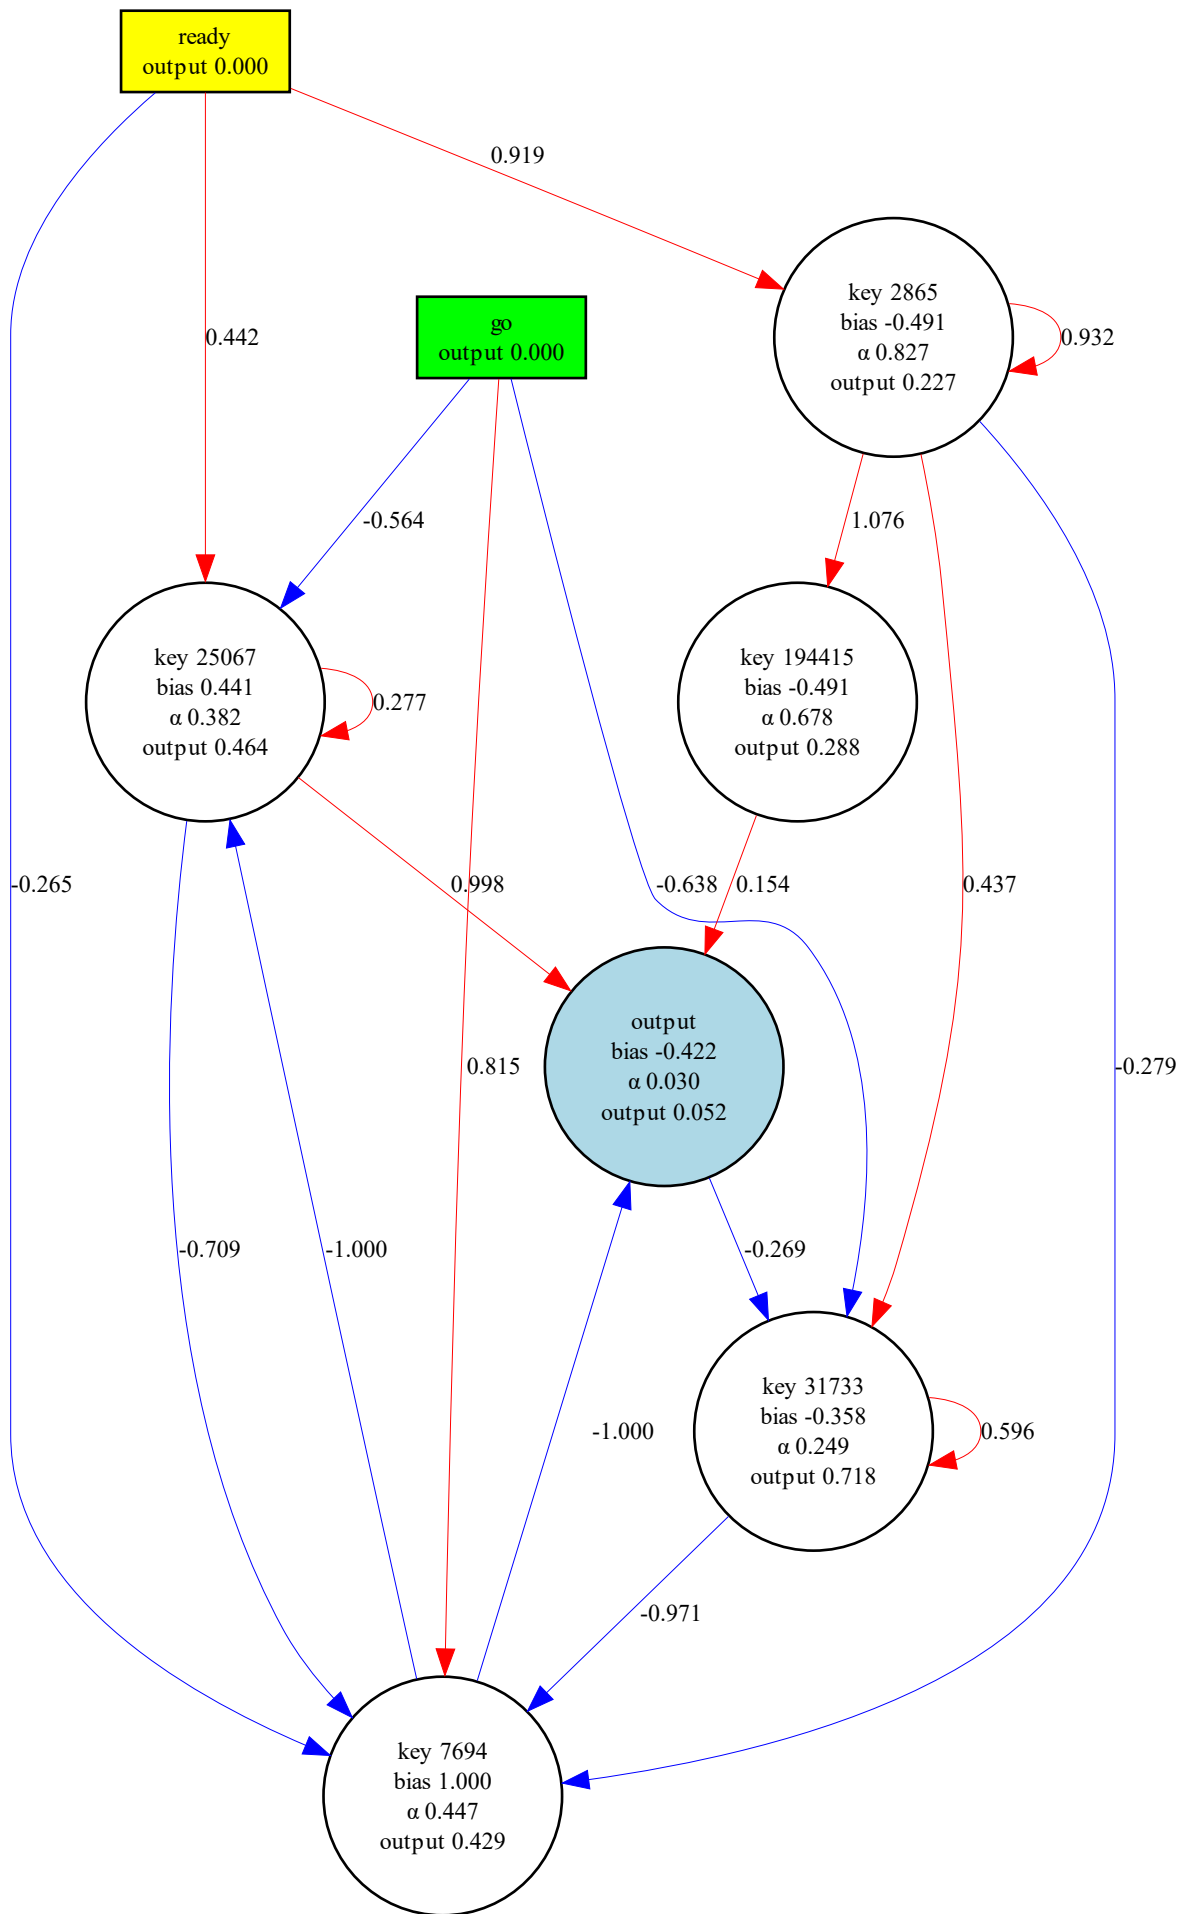 ready
output 0.000
0.919
key 2865
bias -0.491
α 0.827
output 0.227
0.932
go
output 0.000
0.442
-0.564
1.076
key 25067
bias 0.441
α 0.382
output 0.464
0.277
key 194415
bias -0.491
α 0.678
output 0.288
-0.265
0.998
-0.638
0.154
0.437
output
bias -0.422
α 0.030
output 0.052
0.815
-0.279
-0.709
-1.000
-0.269
key 31733
bias -0.358
α 0.249
output 0.718
-1.000
0.596
-0.971
key 7694
bias 1.000
α 0.447
output 0.429